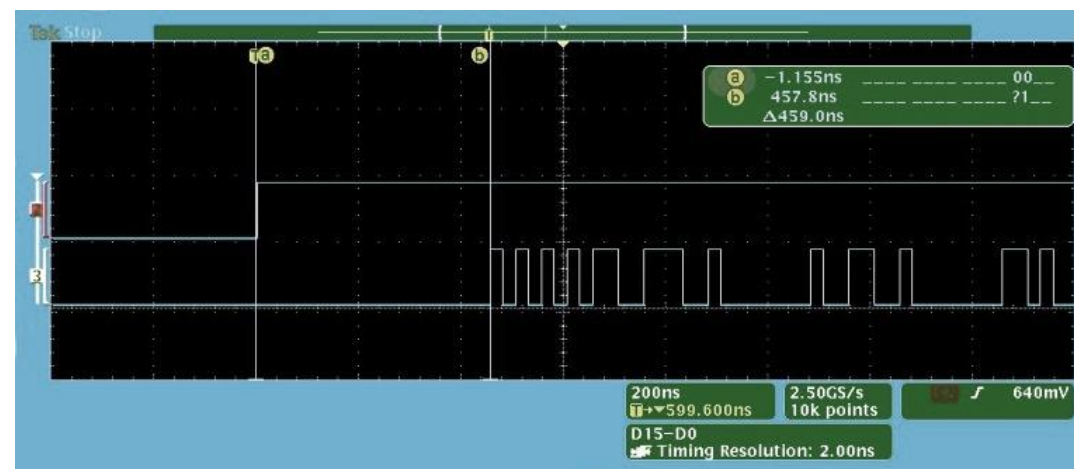 Tek Stop
T
T a
b
a -1.155ns ____ ____ ____ 00__
b 457.8ns ____ ____ ____ ?1__
Δ459.0ns
3
200ns
T→▼599.600ns
2.50GS/s
10k points
640mV
D15-D0
Timing Resolution: 2.00ns